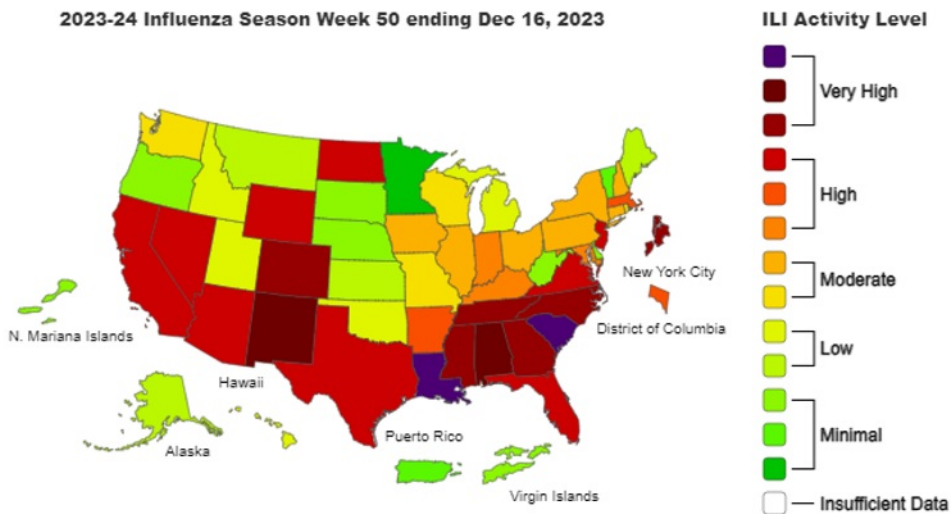 2023-24 Influenza Season Week 50 ending Dec 16, 2023
ILI Activity Level
Very High
High
Moderate
Low
Minimal
Insufficient Data
New York City
District of Columbia
N. Mariana Islands
Hawaii
Alaska
Puerto Rico
Virgin Islands